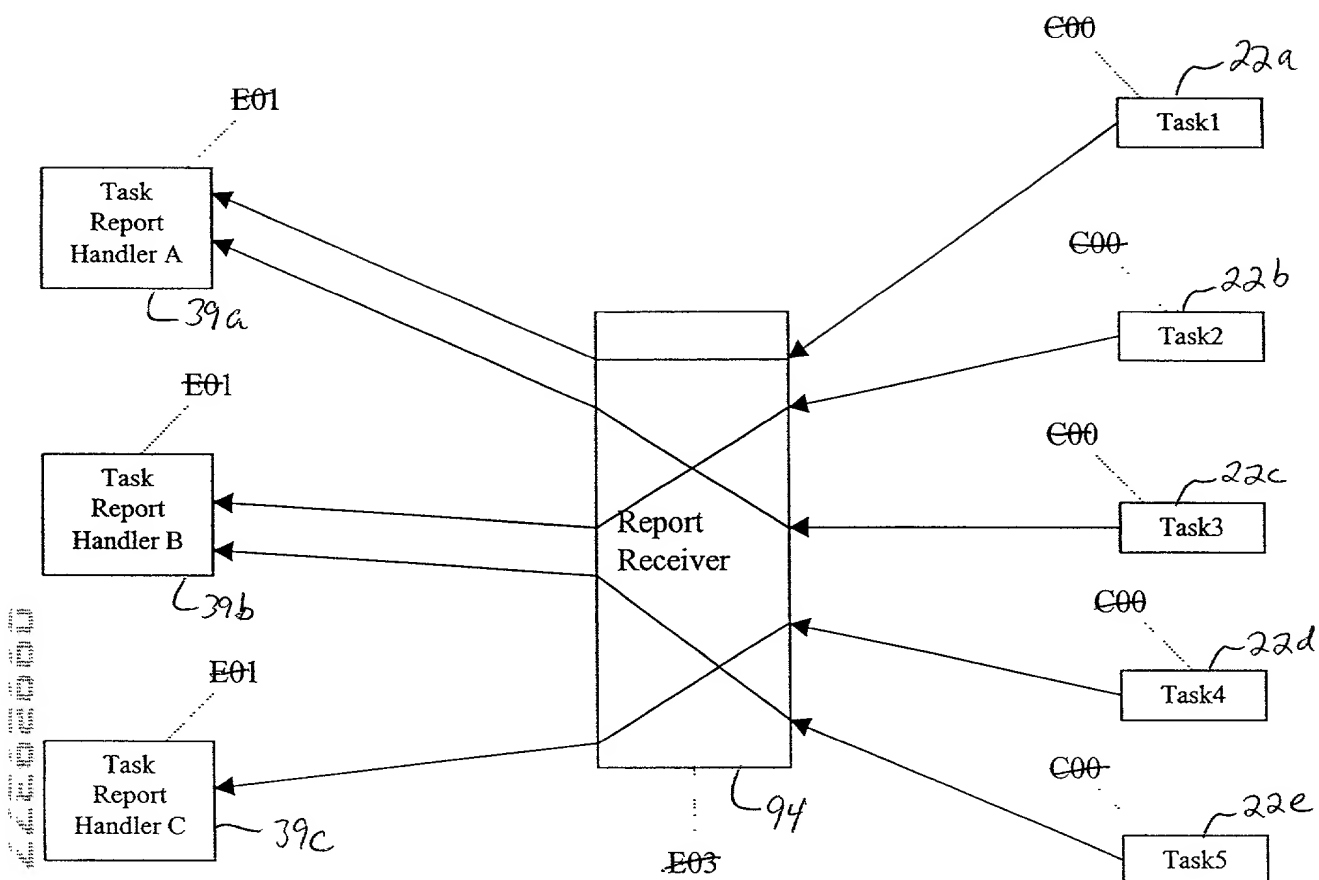 C00
22a
Task1
E01
Task
Report
Handler A
39a
C00
22b
Task2
E01
Task
Report
Handler B
39b
Report
Receiver
C00
22c
Task3
C00
22d
Task4
E01
Task
Report
Handler C
39c
94
E03
C00
22e
Task5